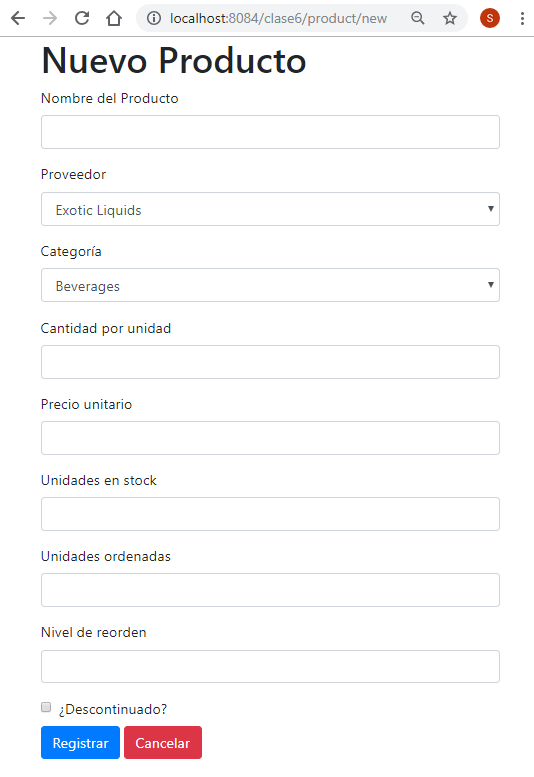 localhost:8084/clase6/product/new
S
Nuevo Producto
Nombre del Producto
Proveedor
Exotic Liquids
Categoría
Beverages
Cantidad por unidad
Precio unitario
Unidades en stock
Unidades ordenadas
Nivel de reorden
¿Descontinuado?
Registrar Cancelar